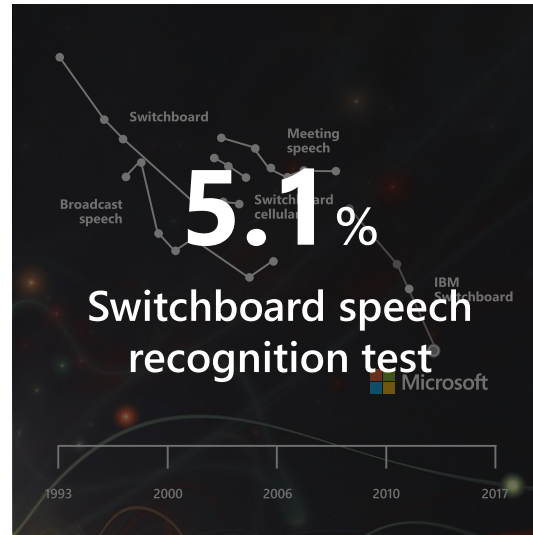 Switchboard
Meeting
speech
Broadcast
speech
Switchboard
cellular
5.1%
IBM
Switchboard
Switchboard speech
recognition test
Microsoft
1993 2000 2006 2010 2017